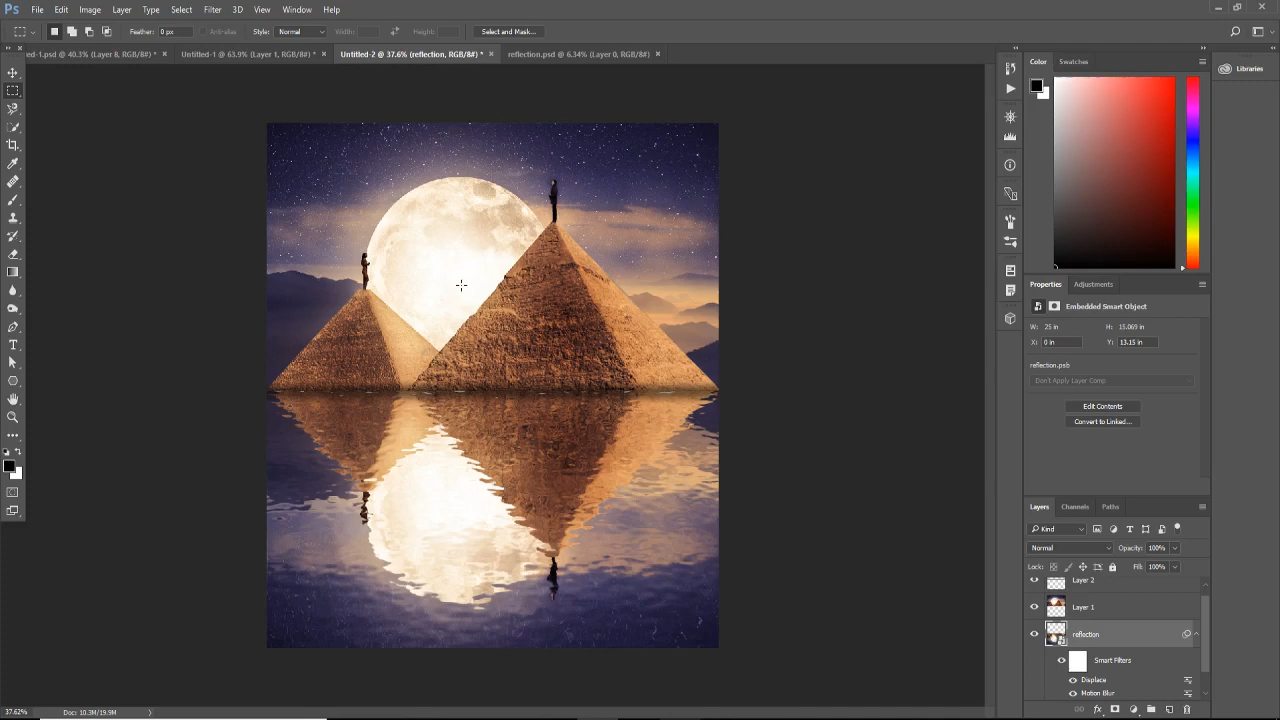 Ps File Edit Image Layer Type Select Filter 3D View Window Help
Feather: 0 px Anti-alias Style: Normal Width: Height: Select and Mask...
ed-1.psd @ 40.3% (Layer 8, RGB/8#) * × Untitled-1 @ 63.9% (Layer 1, RGB/8#) * × Untitled-2 @ 37.6% (reflection, RGB/8#) * × reflection.psd @ 6.34% (Layer 0, RGB/8#) ×
Color Swatches
Libraries
Properties Adjustments
Embedded Smart Object
W: 25 in H: 15.069 in
X: 0 in Y: 13.15 in
reflection.psb
Don't Apply Layer Comp
Edit Contents
Convert to Linked...
Layers Channels Paths
Kind
Normal Opacity: 100%
Lock: Fill: 100%
Layer 2
Layer 1
reflection
Smart Filters
Displace
Motion Blur
fx
37.62% Doc: 10.3M/19.9M